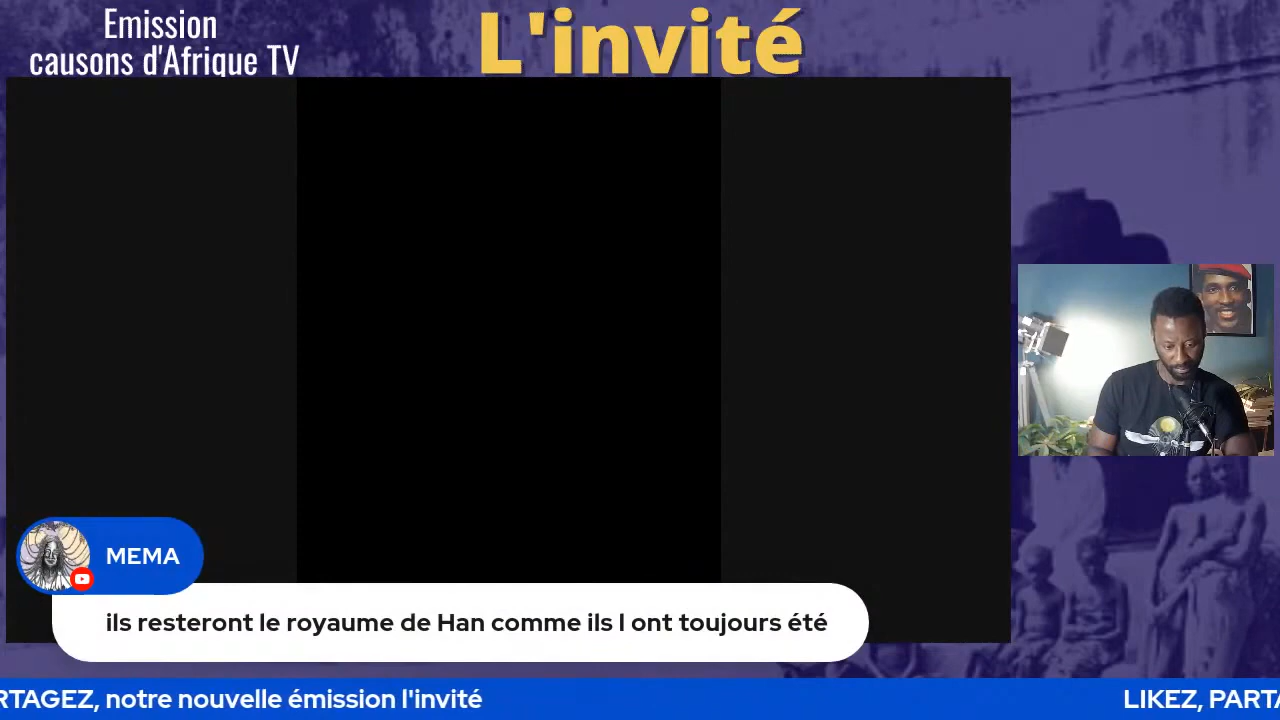 Emission
causons d'Afrique TV
L'invité
MEMA
ils resteront le royaume de Han comme ils l ont toujours été
RTAGEZ, notre nouvelle émission l'invité
LIKEZ, PARTA